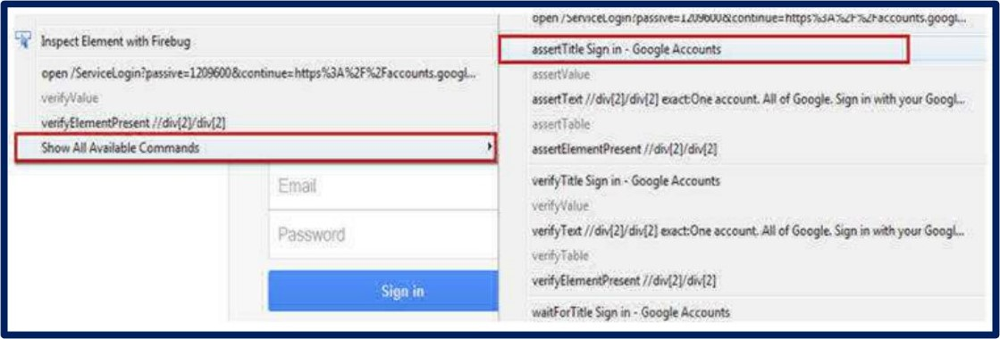 Inspect Element with Firebug
open /ServiceLogin?passive=1209600&continue=https%3A%2F%2Faccounts.googl...
verifyValue
verifyElementPresent //div[2]/div[2]
Show All Available Commands
Email
Password
Sign in
open /ServiceLogin?passive=1209600&continue=https%3A%2F%2Faccounts.googl...
assertTitle Sign in - Google Accounts
assertValue
assertText //div[2]/div[2] exact:One account. All of Google. Sign in with your Googl...
assertTable
assertElementPresent //div[2]/div[2]
verifyTitle Sign in - Google Accounts
verifyValue
verifyText //div[2]/div[2] exact:One account. All of Google. Sign in with your Googl...
verifyTable
verifyElementPresent //div[2]/div[2]
waitForTitle Sign in - Google Accounts